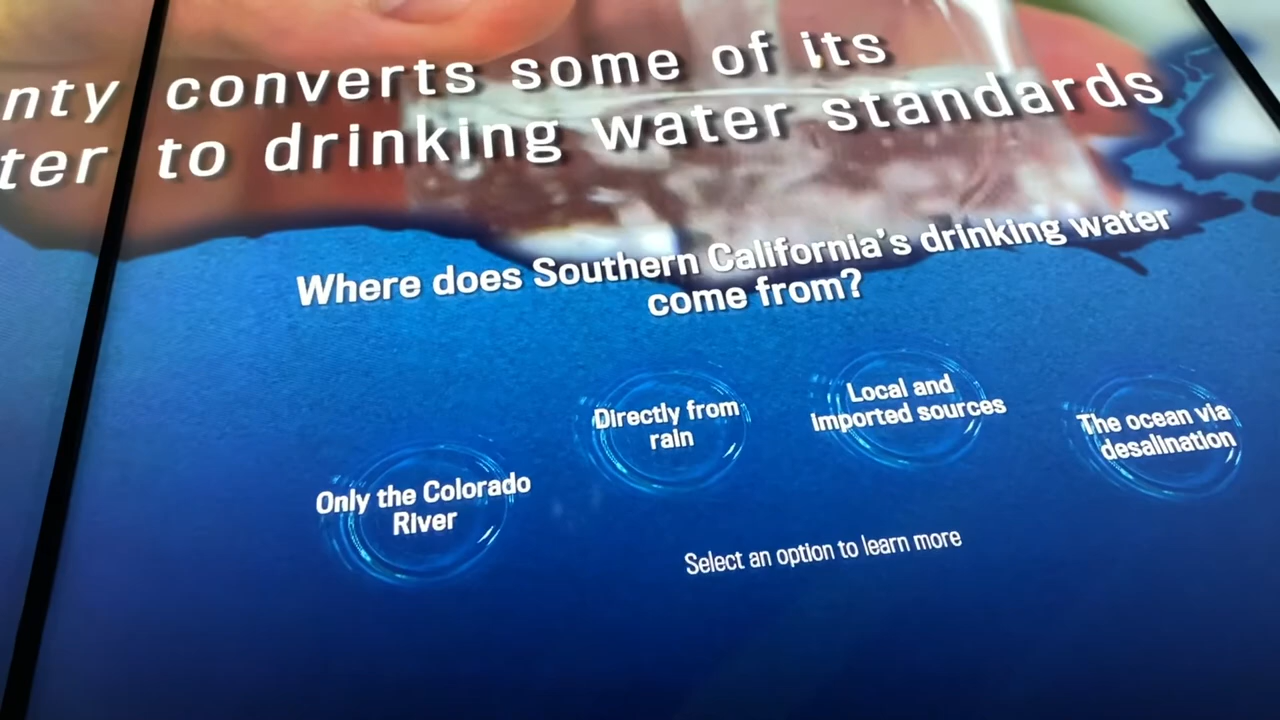 nty converts some of its
ter to drinking water standards
Where does Southern California's drinking water
come from?
Directly from
rain
Local and
imported sources
The ocean via
desalination
Only the Colorado
River
Select an option to learn more